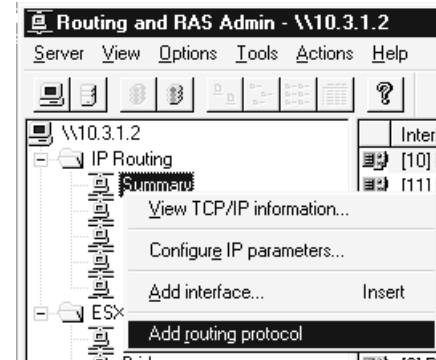 Routing and RAS Admin - \\10.3.1.2
Server View Options Tools Actions Help
\\10.3.1.2
Inter
IP Routing
[10]
Summary
[11]
View TCP/IP information...
Configure IP parameters...
Add interface... Insert
ESX
Add routing protocol